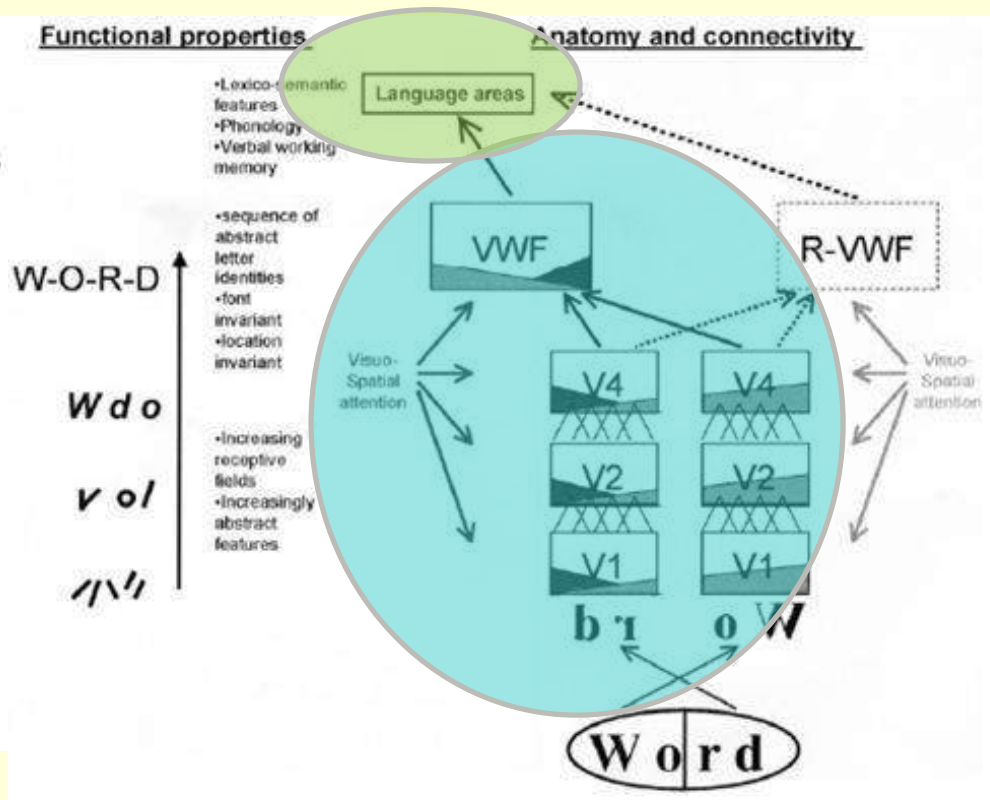 Functional properties
Anatomy and connectivity
•Lexico-semantic
features
•Phonology
•Verbal working
memory
Language areas
W-O-R-D
•sequence of
abstract
letter
identities
•font
invariant
•location
invariant
VWF
R-VWF
Visuo-
Spatial
attention
Visuo-
Spatial
attention
W d o
v o l
•Increasing
receptive
fields
•Increasingly
abstract
features
V4
V4
V2
V2
V1
V1
o W
W o r d